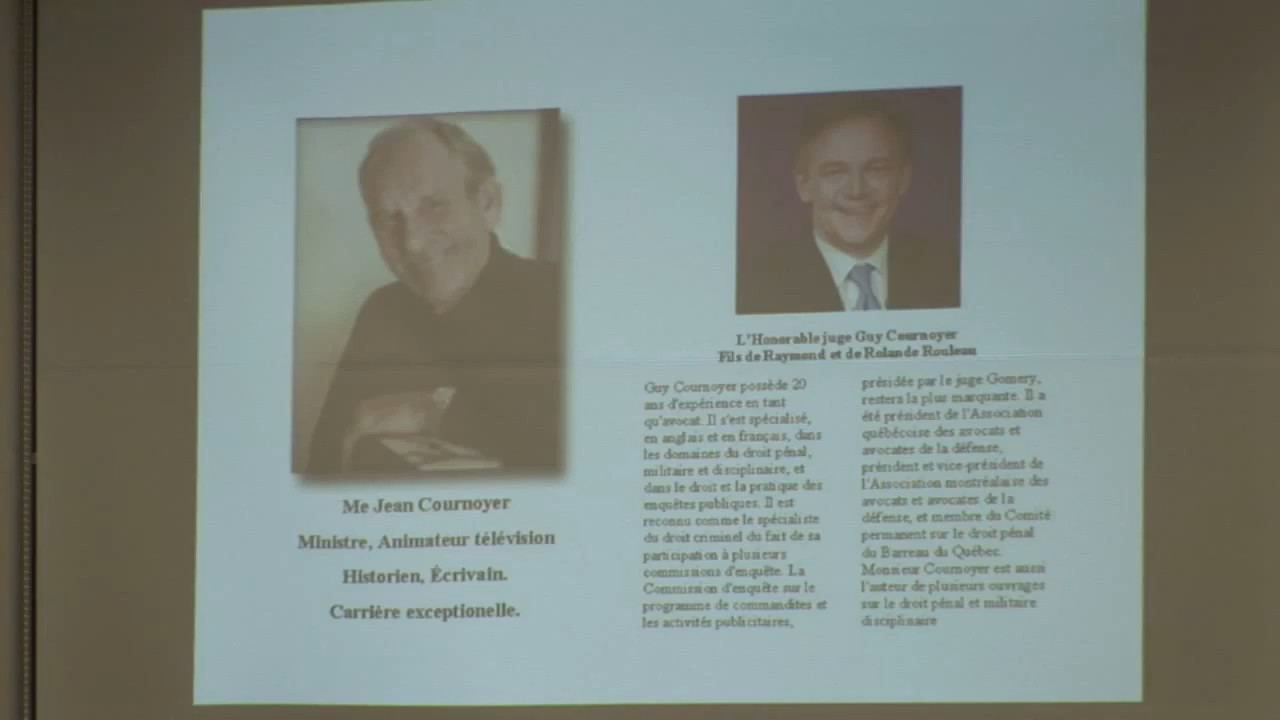 Me Jean Cournoyer
Ministre, Animateur télévision
Historien, Écrivain.
Carrière exceptionelle.
L'Honorable juge Guy Cournoyer
Fils de Raymond et de Rolande Rouleau
Guy Cournoyer possède 20
ans d'expérience en tant
qu'avocat. Il s'est spécialisé,
en anglais et en français, dans
les domaines du droit pénal,
militaire et disciplinaire, et
dans le droit et la pratique des
enquêtes publiques. Il est
reconnu comme le spécialiste
du droit criminel du fait de sa
participation à plusieurs
commissions d'enquête. La
Commission d'enquête sur le
programme de commandites et
les activités publicitaires,
présidée par le juge Gomery,
restera la plus marquante. Il a
été président de l'Association
québécoise des avocats et
avocates de la défense,
président et vice-président de
l'Association montréalaise des
avocats et avocates de la
défense, et membre du Comité
permanent sur le droit pénal
du Barreau du Québec.
Monsieur Cournoyer est aussi
l'auteur de plusieurs ouvrages
sur le droit pénal et militaire
disciplinaire